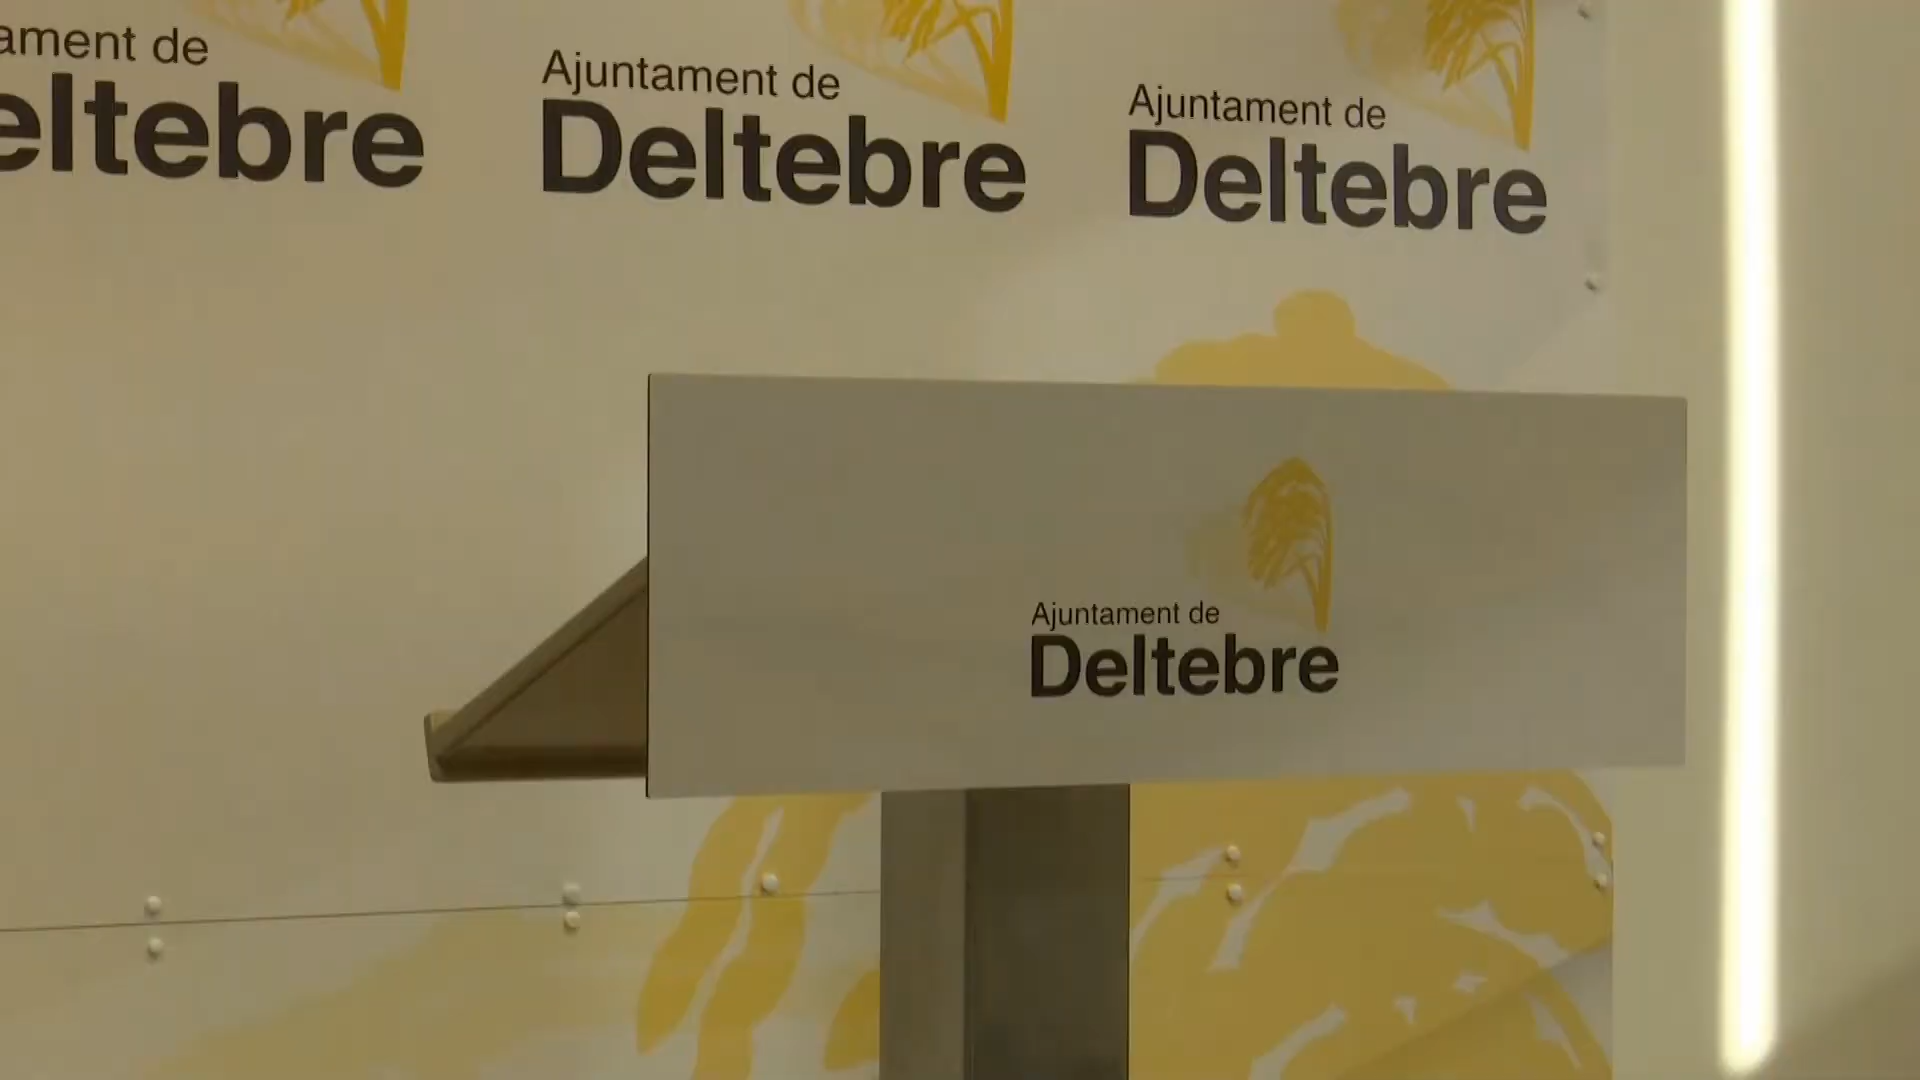 ament de
eltebre
Ajuntament de
Deltebre
Ajuntament de
Deltebre
Ajuntament de
Deltebre